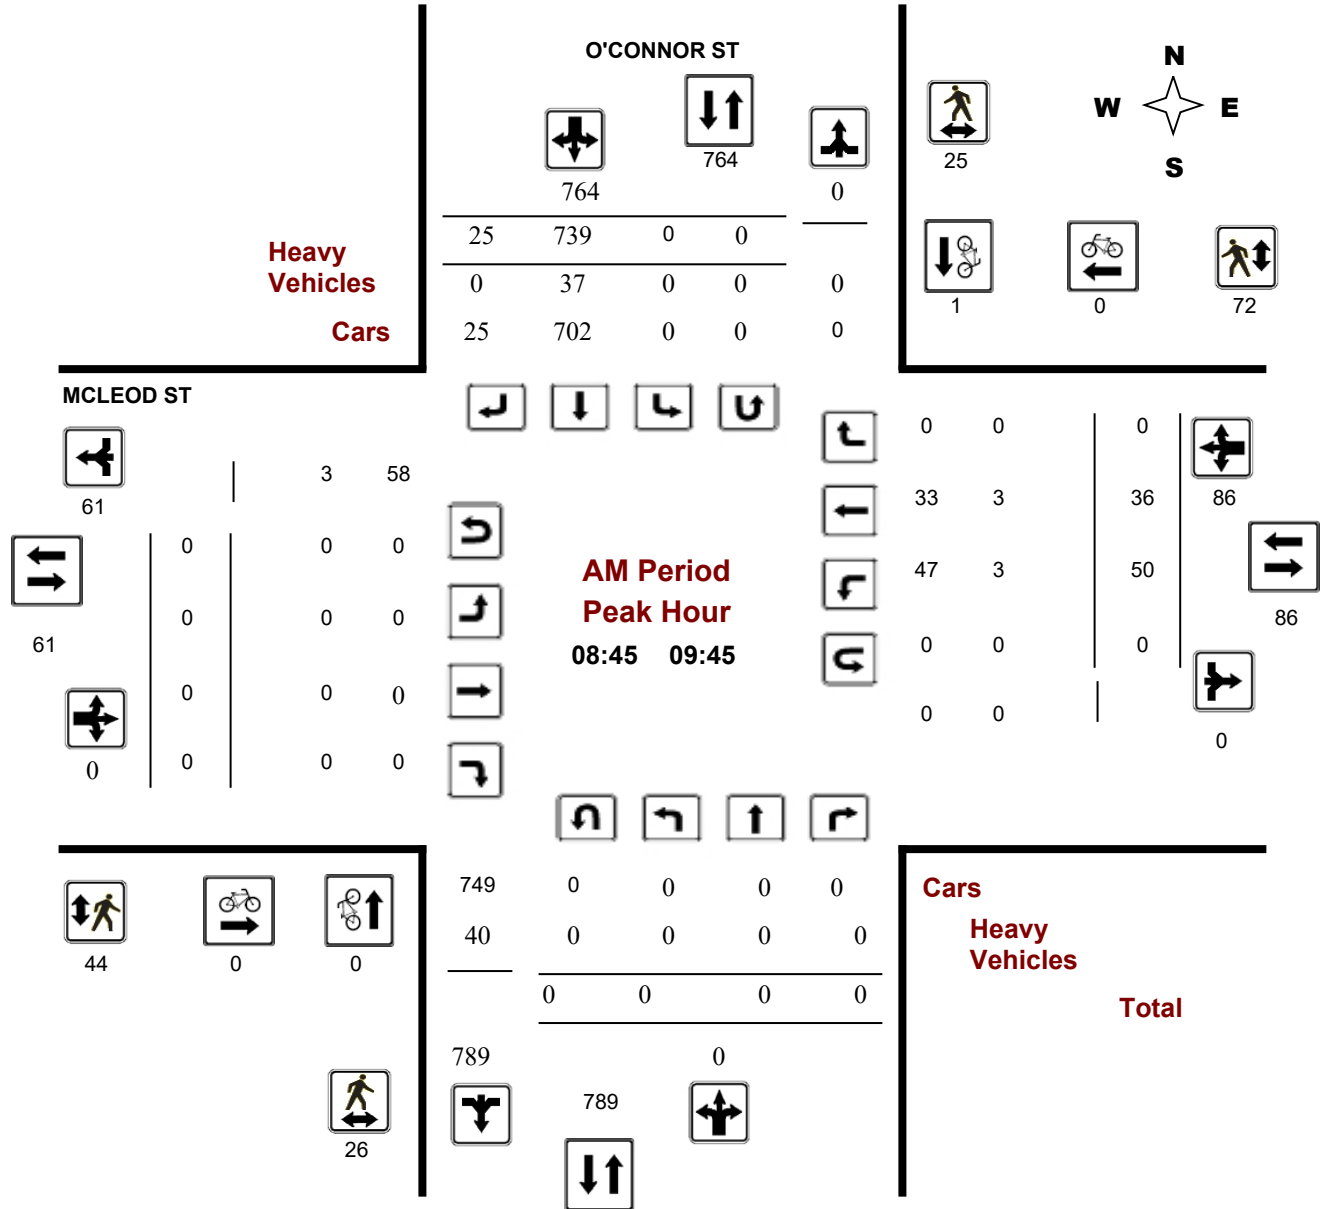 O'CONNOR ST
N
W E
S
764
25
764 0
25 739 0 0
Heavy
Vehicles
0 37 0 0 0
1 0 72
Cars
25 702 0 0 0
MCLEOD ST
0 0 0
3 58
61
33 3 36 86
0 0 0
AM Period
47 3 50
Peak Hour
0 0 0
86
61
08:45 09:45
0 0 0
0 0 0
0 0
0
0 0 0 0
749 0 0 0 0
Cars
40 0 0 0 0
Heavy
Vehicles
44 0 0
0 0 0 0
Total
789 0
789
26